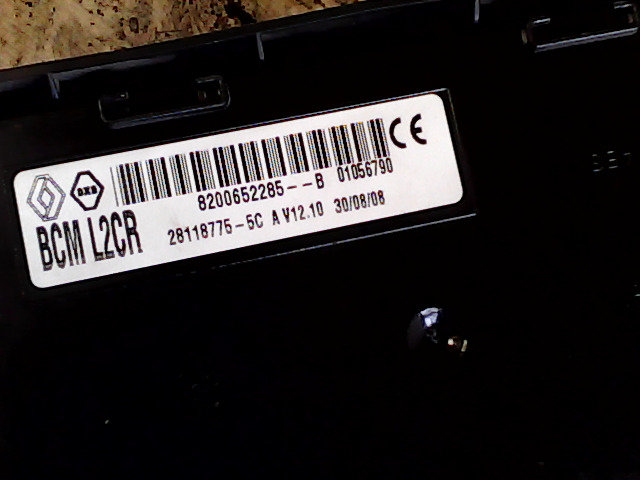 8200652285--B 01056790
BCM L2CR 28118775-5C A V12.10 30/08/08
CE